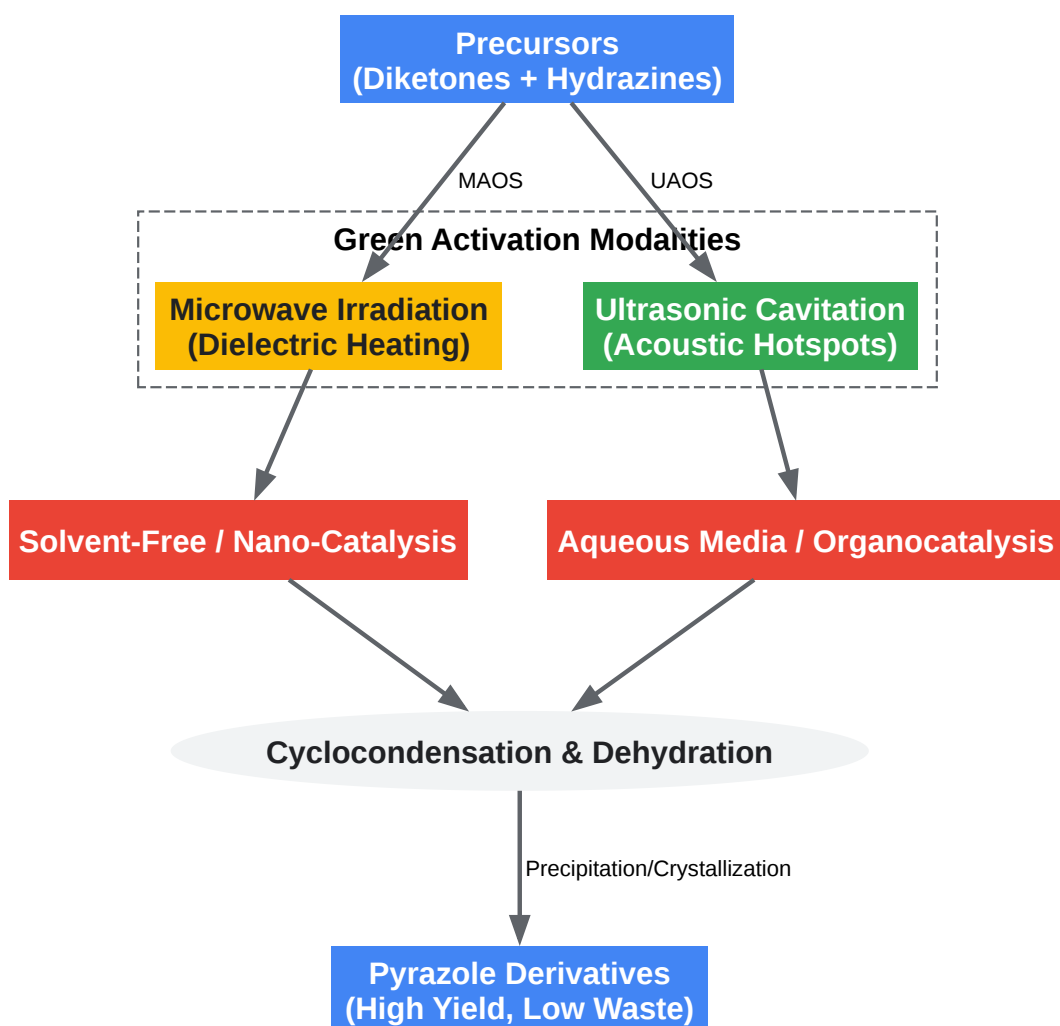 Precursors
(Diketones + Hydrazines)
MAOS
UAOS
Green Activation Modalities
Microwave Irradiation
(Dielectric Heating)
Ultrasonic Cavitation
(Acoustic Hotspots)
Solvent-Free / Nano-Catalysis
Aqueous Media / Organocatalysis
Cyclocondensation & Dehydration
Precipitation/Crystallization
Pyrazole Derivatives
(High Yield, Low Waste)